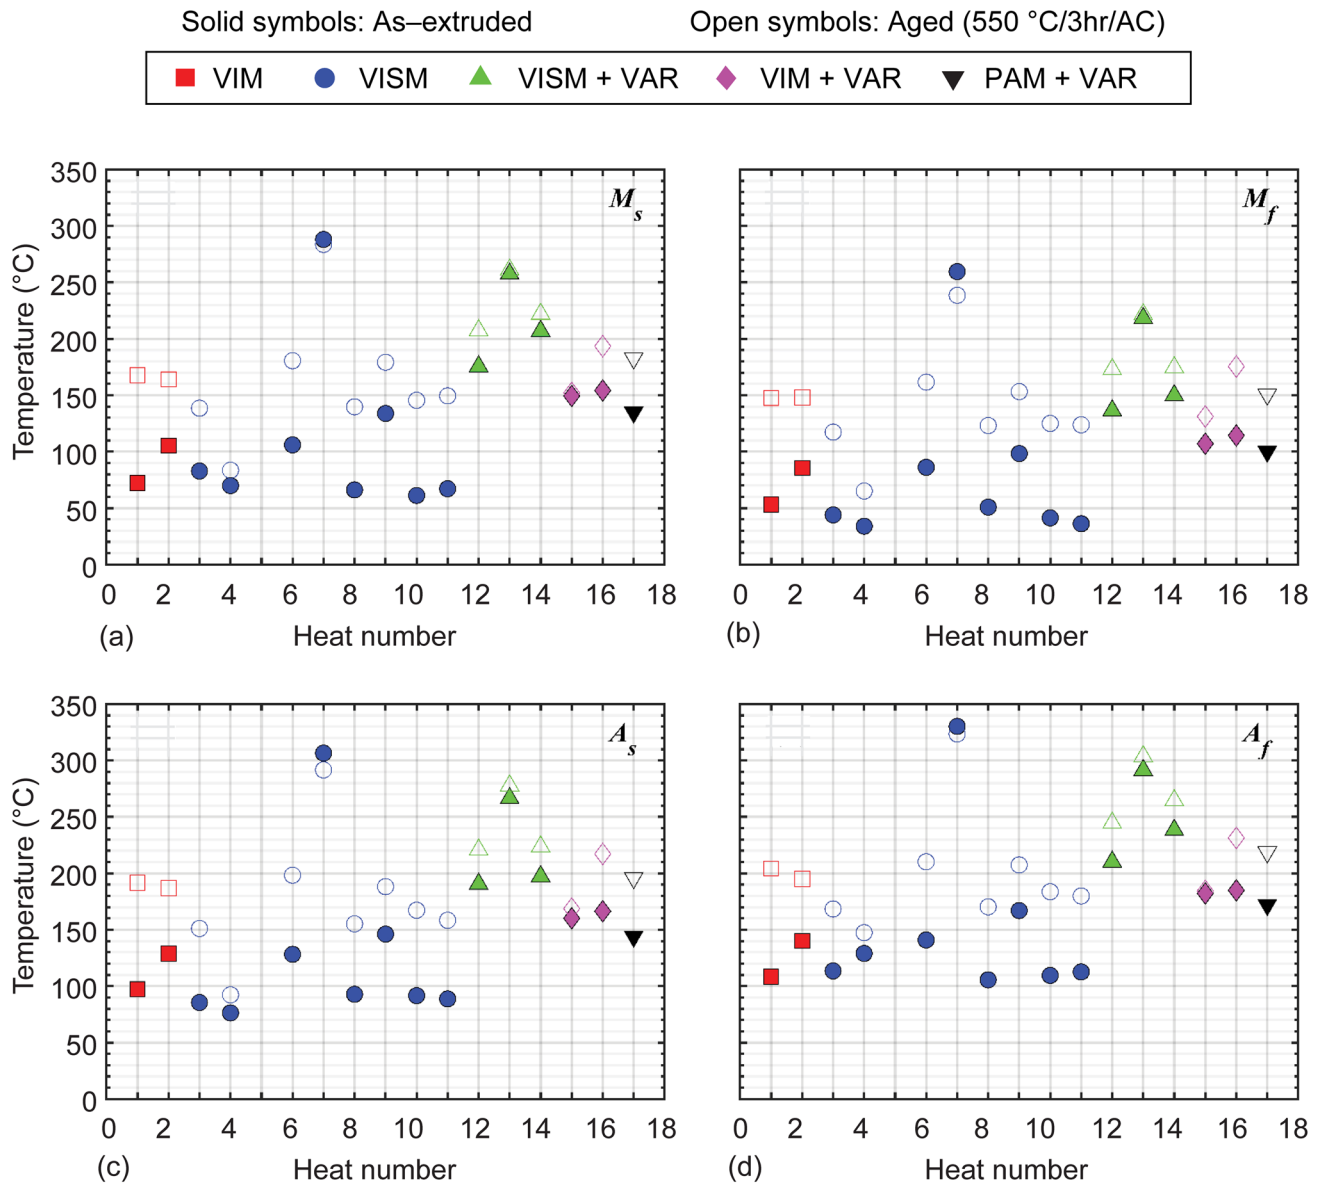 Solid symbols: As–extruded
Open symbols: Aged (550 °C/3hr/AC)
VIM VISM VISM + VAR VIM + VAR PAM + VAR
350
300
250
200
150
100
50
0
Temperature (°C)
Ms
0 2 4 6 8 10 12 14 16 18
(a) Heat number
Mf
0 2 4 6 8 10 12 14 16 18
(b) Heat number
350
300
250
200
150
100
50
0
Temperature (°C)
As
0 2 4 6 8 10 12 14 16 18
(c) Heat number
Af
0 2 4 6 8 10 12 14 16 18
(d) Heat number